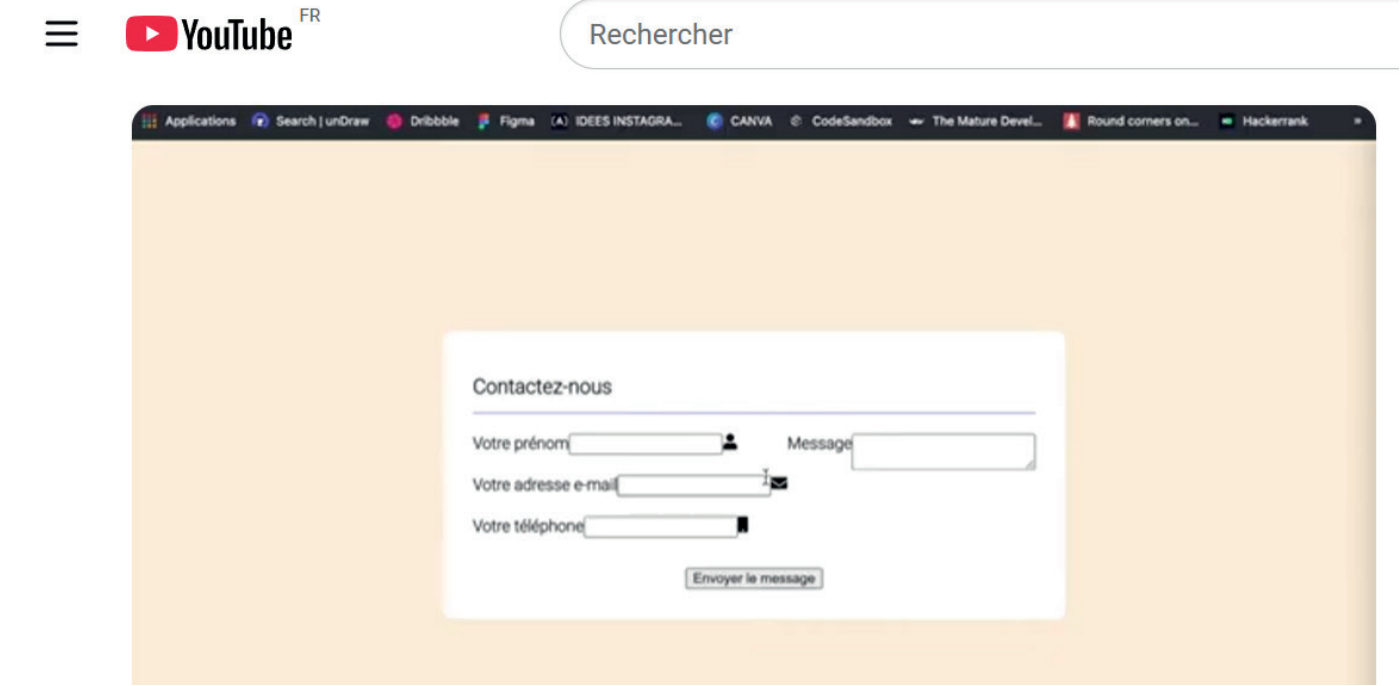 YouTube FR
Rechercher
Applications Search | unDraw Dribbble Figma (A) IDEES INSTAGRA... CANVA CodeSandbox The Mature Devel... Round corners on... Hackerrank »
Contactez-nous
Votre prénom Message
Votre adresse e-mail
Votre téléphone
Envoyer le message